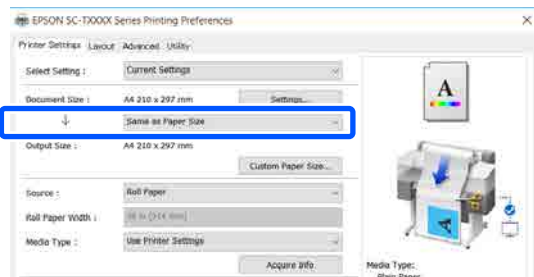 EPSON SC-TXXXX Series Printing Preferences
Printer Settings Layout Advanced Utility
Select Setting : Current Settings
Document Size : A4 210 x 297 mm Settings...
↓ Same as Paper Size
Output Size : A4 210 x 297 mm
Custom Paper Size...
Source : Roll Paper
Roll Paper Width :
Media Type : Use Printer Settings
Acquire Info
A
Media Type:
Plain Paper